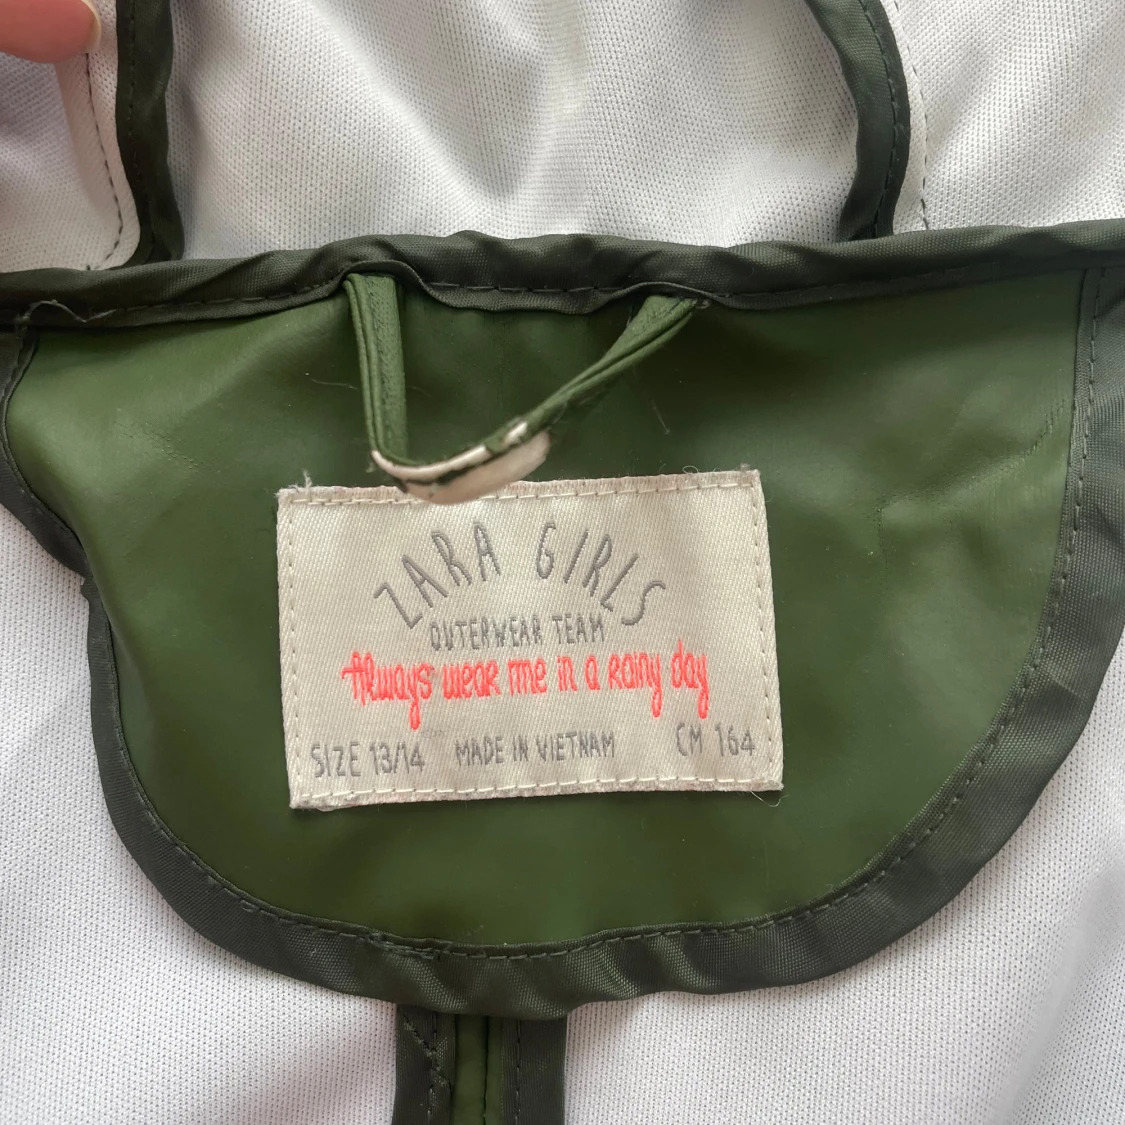 ZARA GIRLS
OUTERWEAR TEAM
Always wear me in a rainy day
SIZE 13/14 MADE IN VIETNAM CM 164